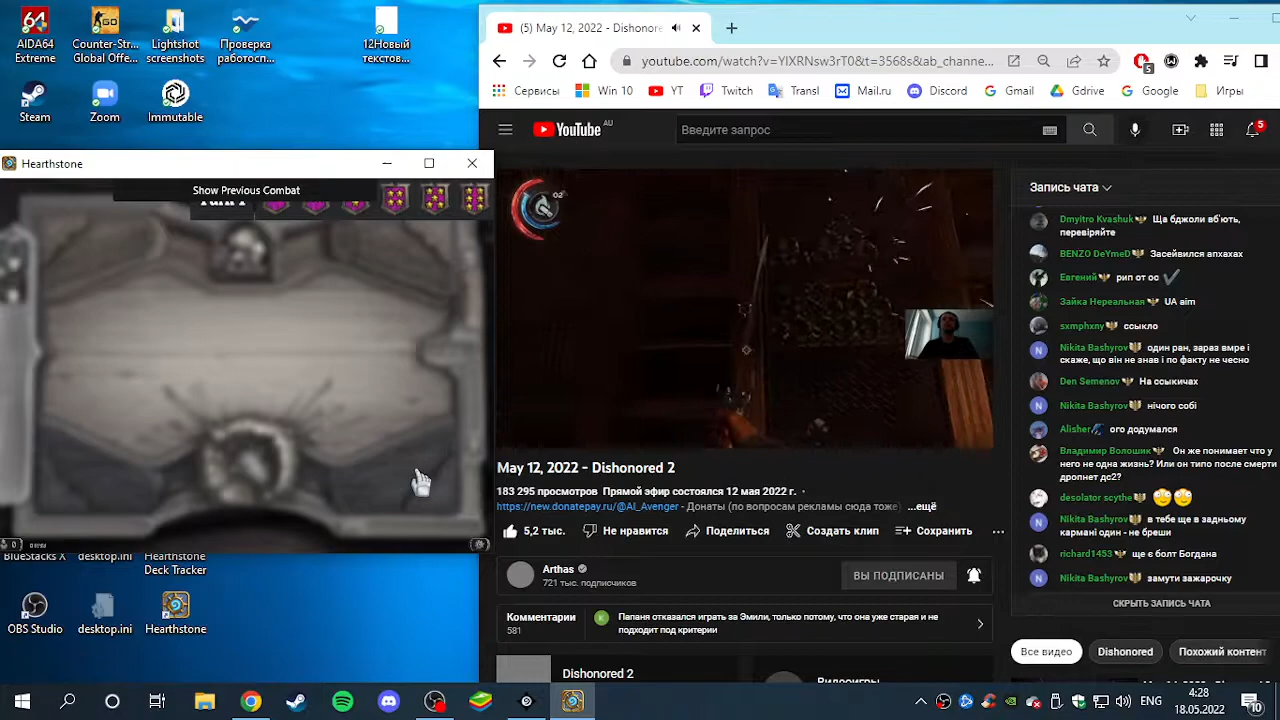 AIDA64
Extreme
Counter-Str...
Global Offe...
Lightshot
screenshots
Проверка
работосп...
12Новый
текстов...
Steam
Zoom
Immutable
Hearthstone
Show Previous Combat
0
BlueStacks X
desktop.ini
Hearthstone
Deck Tracker
OBS Studio
desktop.ini
Hearthstone
(5) May 12, 2022 - Dishonore
youtube.com/watch?v=YIXRNsw3rT0&t=3568s&ab_channe...
5
Сервисы
Win 10
YT
Twitch
Transl
Mail.ru
Discord
Gmail
Gdrive
Google
Игры
YouTube AU
Введите запрос
5
May 12, 2022 - Dishonored 2
183 295 просмотров Прямой эфир состоялся 12 мая 2022 г.
https://new.donatepay.ru/@Al_Avenger - Донаты (по вопросам рекламы сюда тоже) ...ещё
5,2 тыс.
Не нравится
Поделиться
Создать клип
Сохранить
Arthas
721 тыс. подписчиков
ВЫ ПОДПИСАНЫ
Комментарии
581
Папаня отказался играть за Эмили, только потому, что она уже старая и не
подходит под критерии
Dishonored 2
Запись чата
Dmyitro Kvashuk Ща бджоли вб'ють,
перевіряйте
BENZO DeYmeD Засейвился апхахах
Евгений рип от ос
Зайка Нереальная UA aim
sxmphxny ссыкло
Nikita Bashyrov один ран, зараз вмре і
скаже, що він не знав і по факту не чесно
Den Semenov На ссыкичах
Nikita Bashyrov нічого собі
Alisher ого додумался
Владимир Волошик Он же понимает что у
него не одна жизнь? Или он типо после смерти
дропнет дс2?
desolator scythe
Nikita Bashyrov в тебе ще в задньому
кармані один - не бреши
richard1453 ще є болт Богдана
Nikita Bashyrov замути зажарочку
СКРЫТЬ ЗАПИСЬ ЧАТА
Все видео
Dishonored
Похожий контент
ENG
4:28
18.05.2022
10